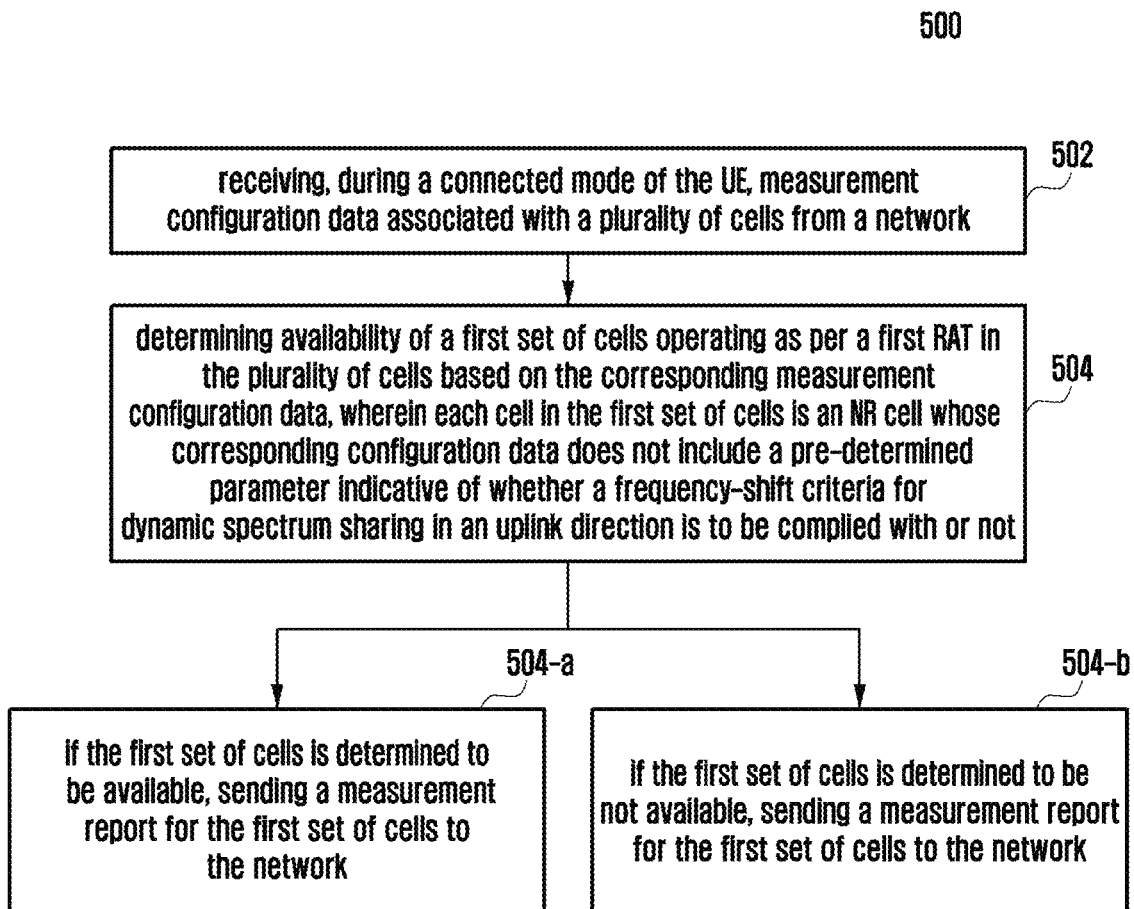 500
502
receiving, during a connected mode of the UE, measurement
configuration data associated with a plurality of cells from a network
504
determining availability of a first set of cells operating as per a first RAT in
the plurality of cells based on the corresponding measurement
configuration data, wherein each cell in the first set of cells is an NR cell whose
corresponding configuration data does not include a pre-determined
parameter indicative of whether a frequency-shift criteria for
dynamic spectrum sharing in an uplink direction is to be complied with or not
504-a
if the first set of cells is determined to
be available, sending a measurement
report for the first set of cells to
the network
504-b
if the first set of cells is determined to be
not available, sending a measurement report
for the first set of cells to the network